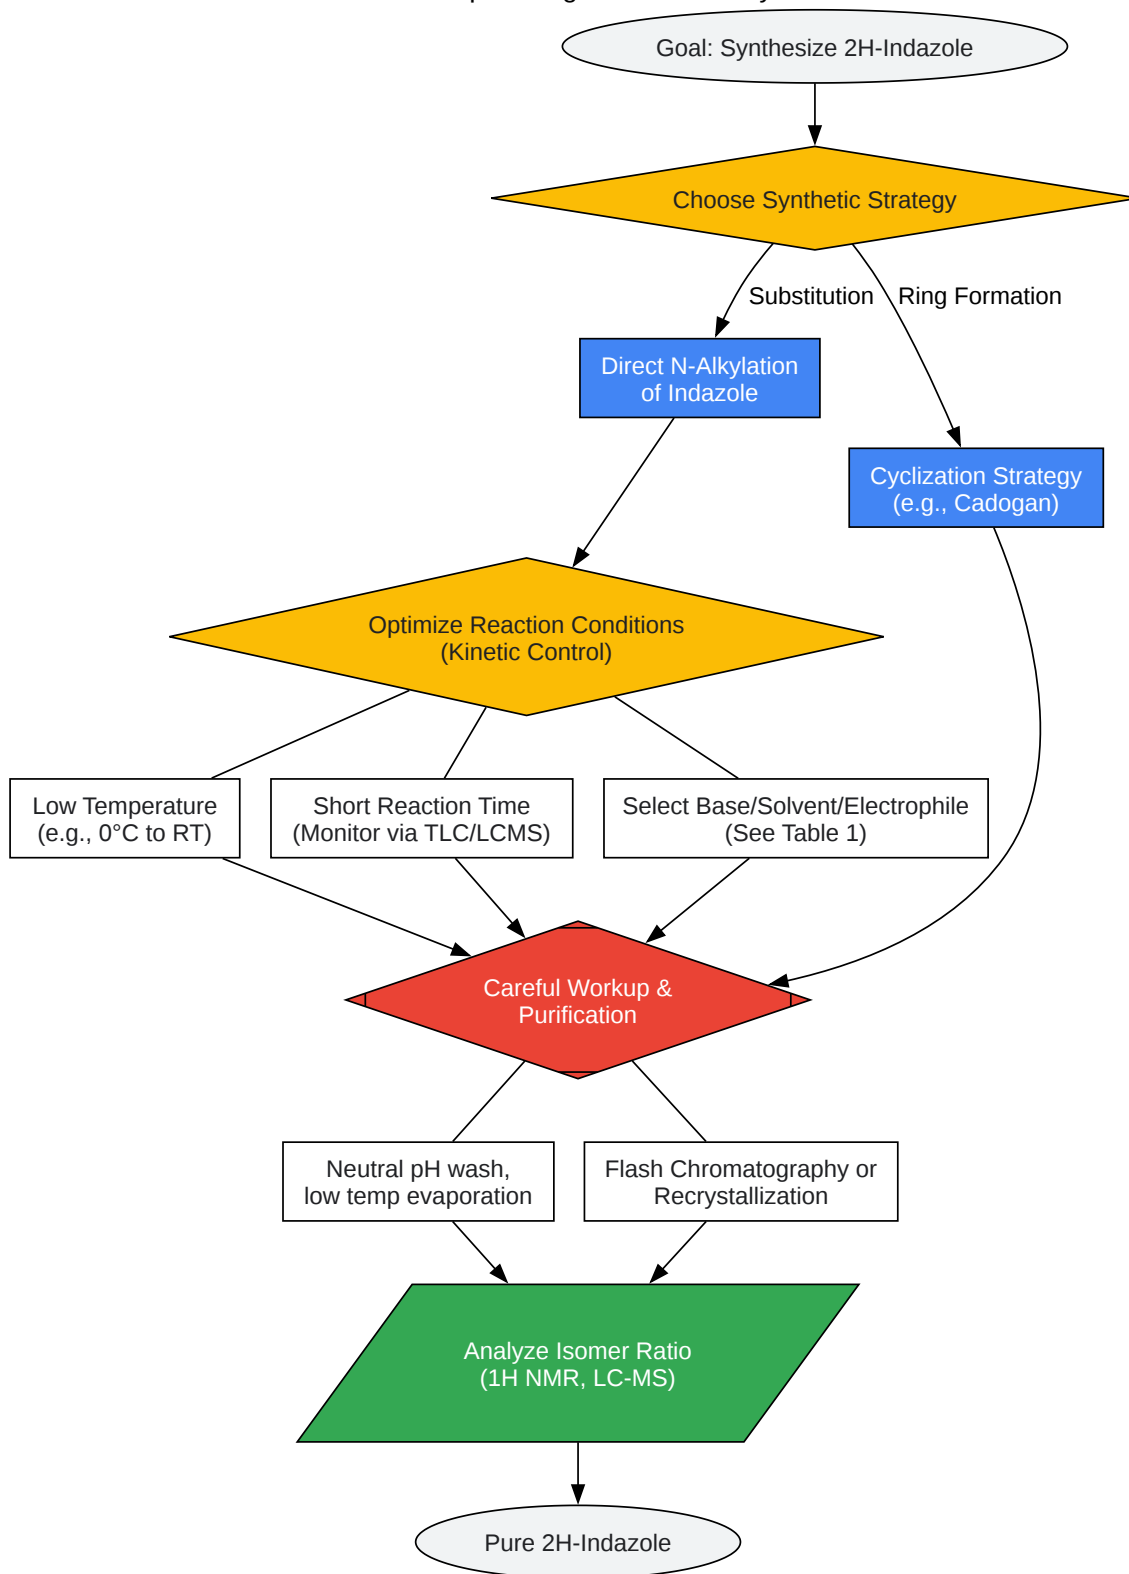 Goal: Synthesize 2H-Indazole
Choose Synthetic Strategy
Substitution
Ring Formation
Direct N-Alkylation
of Indazole
Cyclization Strategy
(e.g., Cadogan)
Optimize Reaction Conditions
(Kinetic Control)
Low Temperature
(e.g., 0°C to RT)
Short Reaction Time
(Monitor via TLC/LCMS)
Select Base/Solvent/Electrophile
(See Table 1)
Careful Workup &
Purification
Neutral pH wash,
low temp evaporation
Flash Chromatography or
Recrystallization
Analyze Isomer Ratio
(1H NMR, LC-MS)
Pure 2H-Indazole